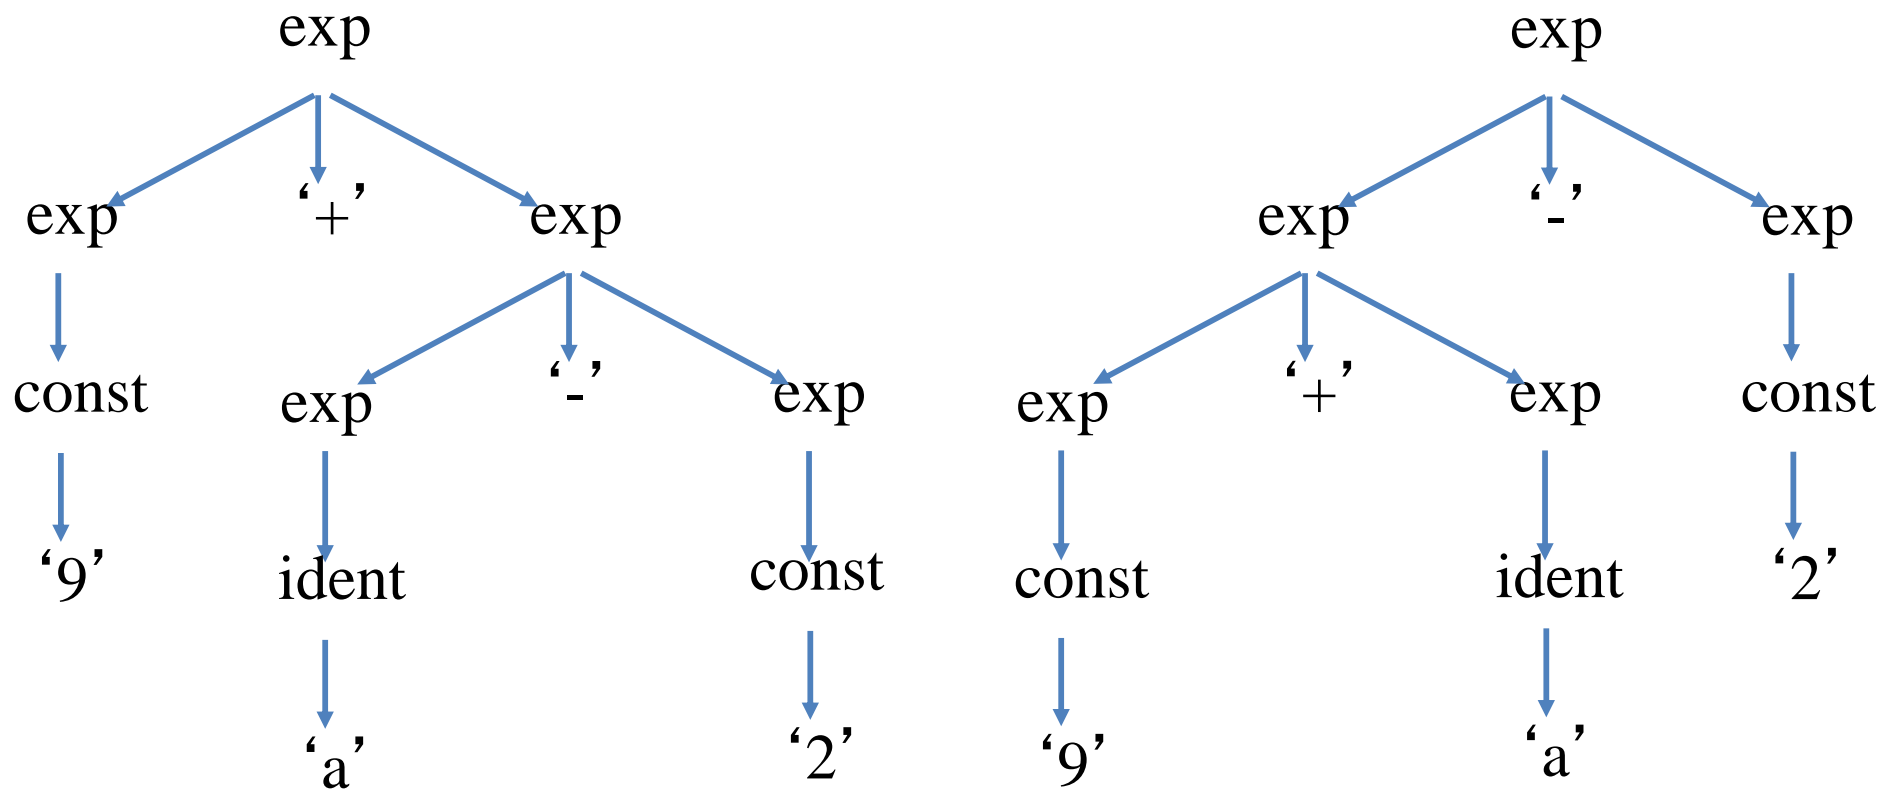 exp exp
exp ‘+’ exp exp ‘-’ exp
const exp ‘-’ exp exp ‘+’ exp const
‘9’ ident const const ident ‘2’
‘a’ ‘2’ ‘9’ ‘a’